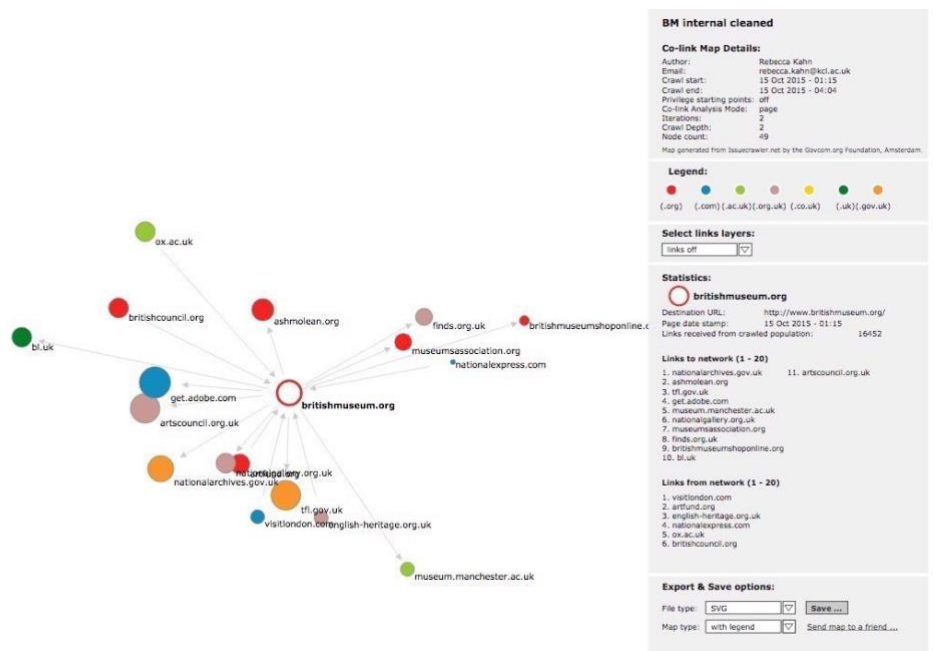 ox.ac.uk
britishcouncil.org
ashmolean.org
finds.org.uk
britishmuseumshoponline.c
museumsassociation.org
bl.uk
nationalexpress.com
get.adobe.com
britishmuseum.org
artscouncil.org.uk
nationalgallery.org.uk
nationalarchives.gov.uk
tfl.gov.uk
visitlondon.com
english-heritage.org.uk
museum.manchester.ac.uk
BM internal cleaned
Co-link Map Details:
Author: Rebecca Kahn
Email: rebecca.kahn@kcl.ac.uk
Crawl start: 15 Oct 2015 - 01:15
Crawl end: 15 Oct 2015 - 04:04
Privilege starting points: off
Co-link Analysis Mode: page
Iterations: 2
Crawl Depth: 2
Node count: 49
Map generated from Issuecrawler.net by the Govcom.org Foundation, Amsterdam.
Legend:
(.org) (.com) (.ac.uk) (.org.uk) (.co.uk) (.uk) (.gov.uk)
Select links layers:
links off
Statistics:
britishmuseum.org
Destination URL: http://www.britishmuseum.org/
Page date stamp: 15 Oct 2015 - 01:15
Links received from crawled population: 16452
Links to network (1 - 20)
1. nationalarchives.gov.uk 11. artscouncil.org.uk
2. ashmolean.org
3. tfl.gov.uk
4. get.adobe.com
5. museum.manchester.ac.uk
6. nationalgallery.org.uk
7. museumsassociation.org
8. finds.org.uk
9. britishmuseumshoponline.org
10. bl.uk
Links from network (1 - 20)
1. visitlondon.com
2. artfund.org
3. english-heritage.org.uk
4. nationalexpress.com
5. ox.ac.uk
6. britishcouncil.org
Export & Save options:
File type: SVG Save ...
Map type: with legend Send map to a friend ...